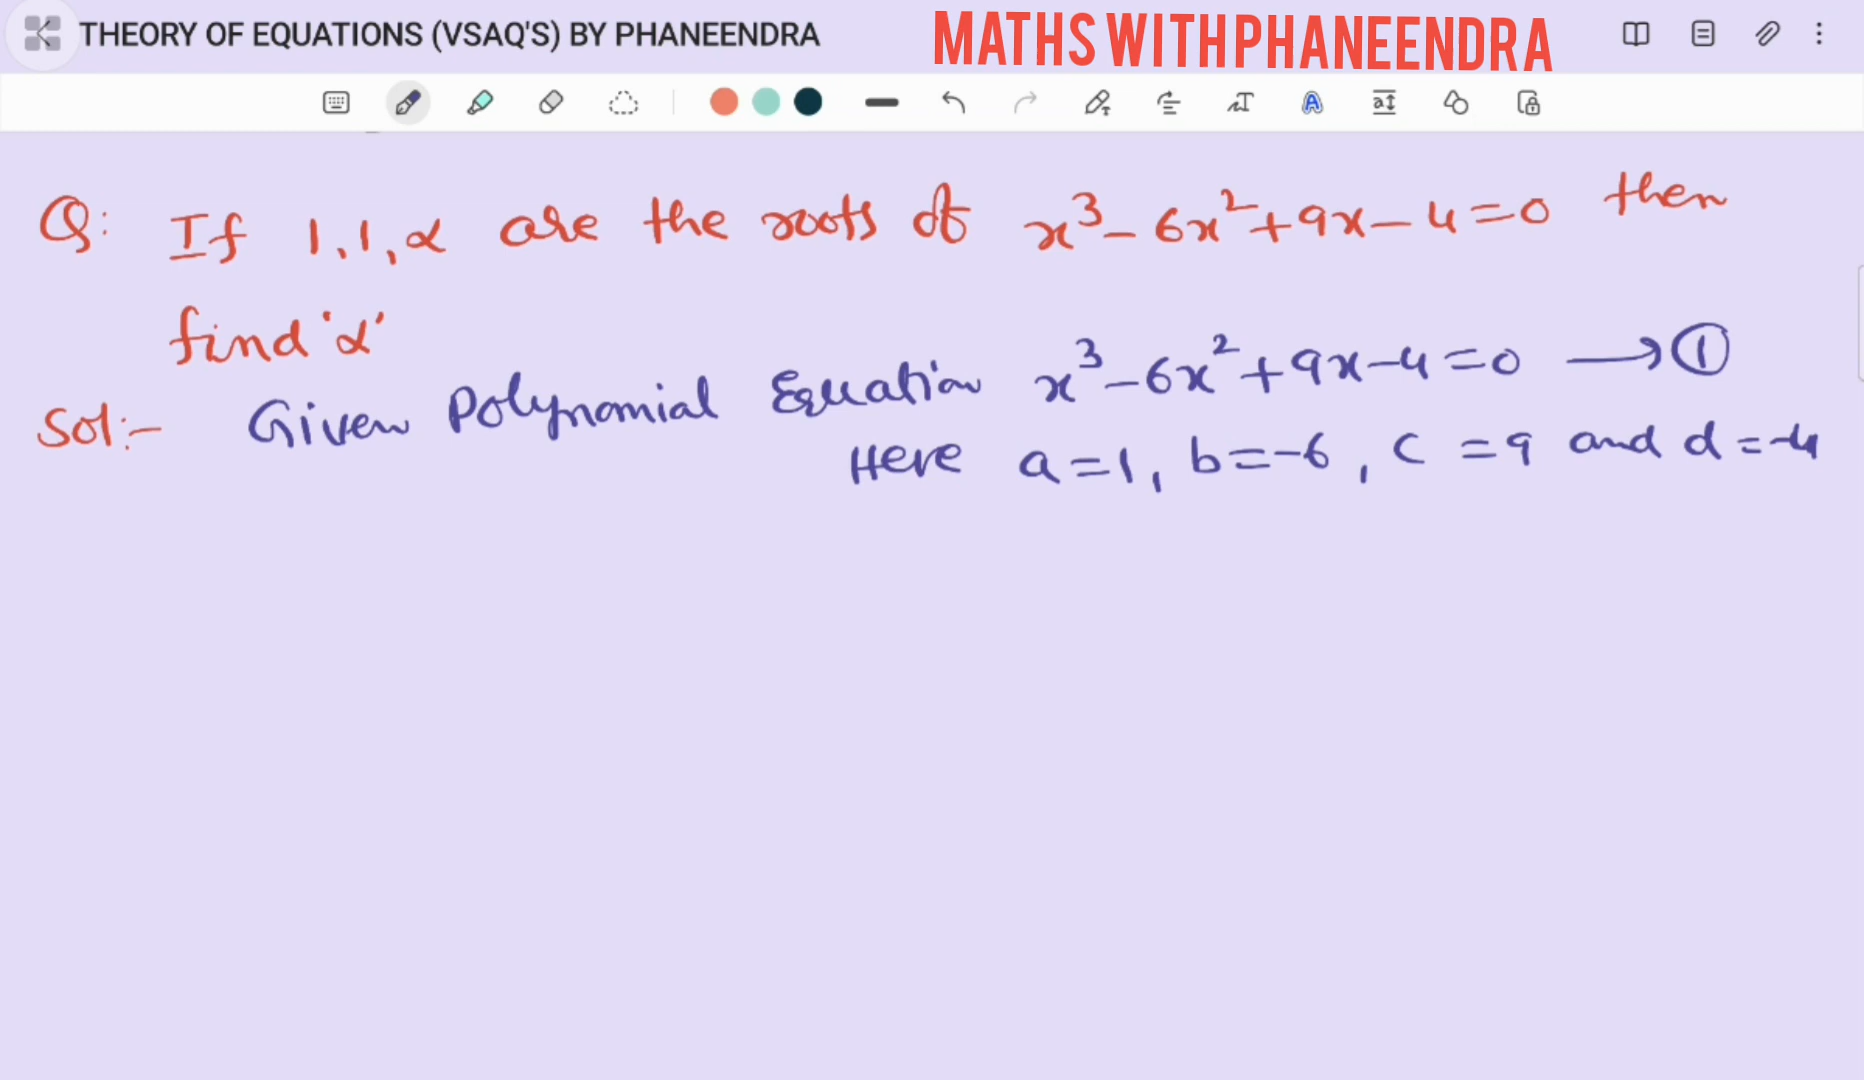 THEORY OF EQUATIONS (VSAQ'S) BY PHANEENDRA
MATHS WITH PHANEENDRA
Q: If 1, 1, α are the roots of x³ - 6x² + 9x - 4 = 0 then
find 'α'
Sol:- Given Polynomial Equation x³ - 6x² + 9x - 4 = 0 → ①
Here a = 1, b = -6, c = 9 and d = -4